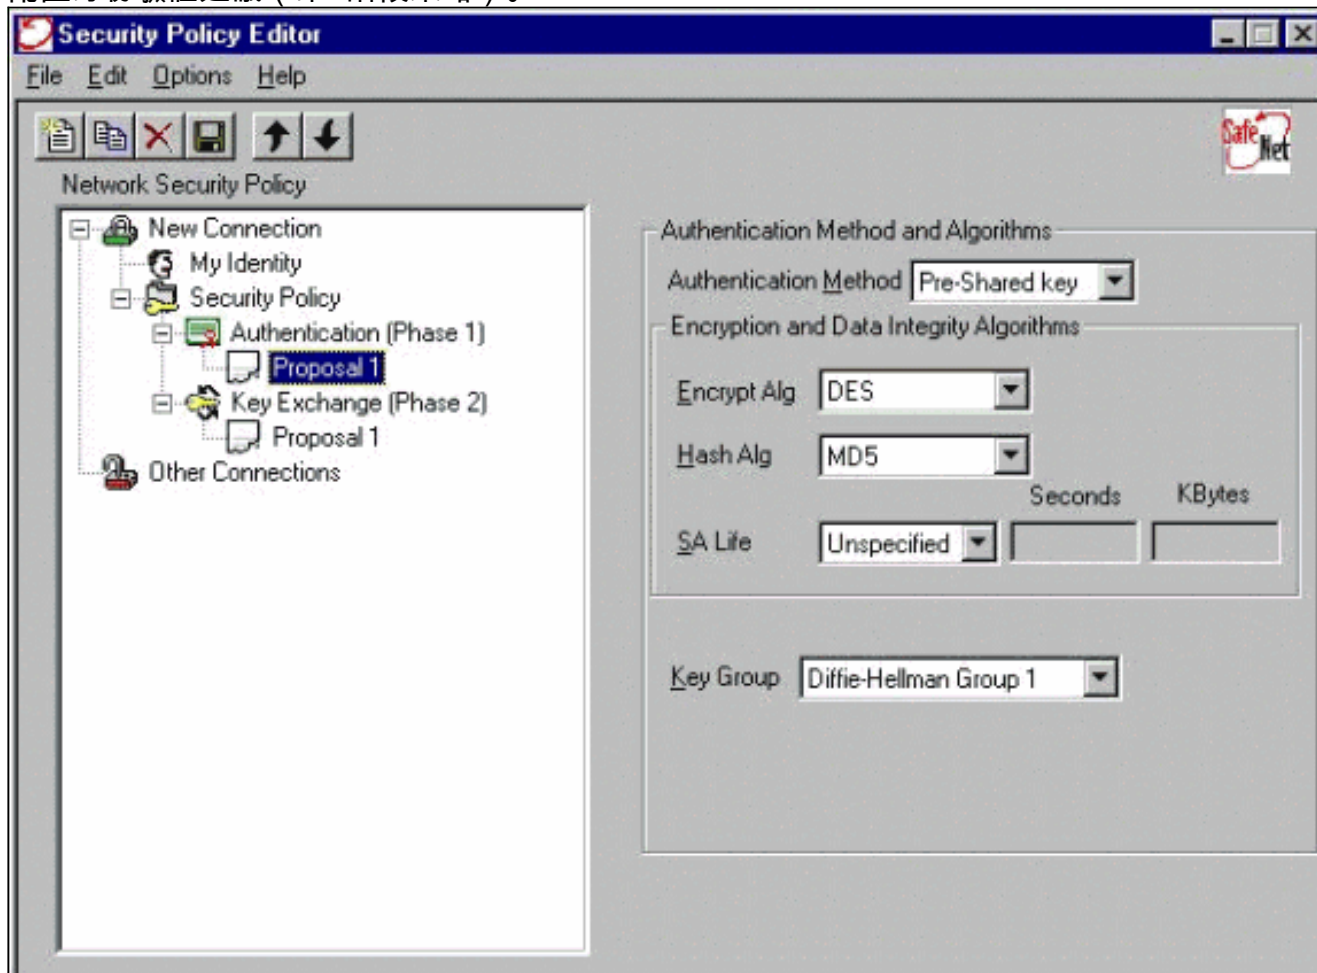 Security Policy Editor
File Edit Options Help
Safe Net
Network Security Policy
New Connection
My Identity
Security Policy
Authentication (Phase 1)
Proposal 1
Key Exchange (Phase 2)
Proposal 1
Other Connections
Authentication Method and Algorithms
Authentication Method Pre-Shared key
Encryption and Data Integrity Algorithms
Encrypt Alg DES
Hash Alg MD5
Seconds KBytes
SA Life Unspecified
Key Group Diffie-Hellman Group 1